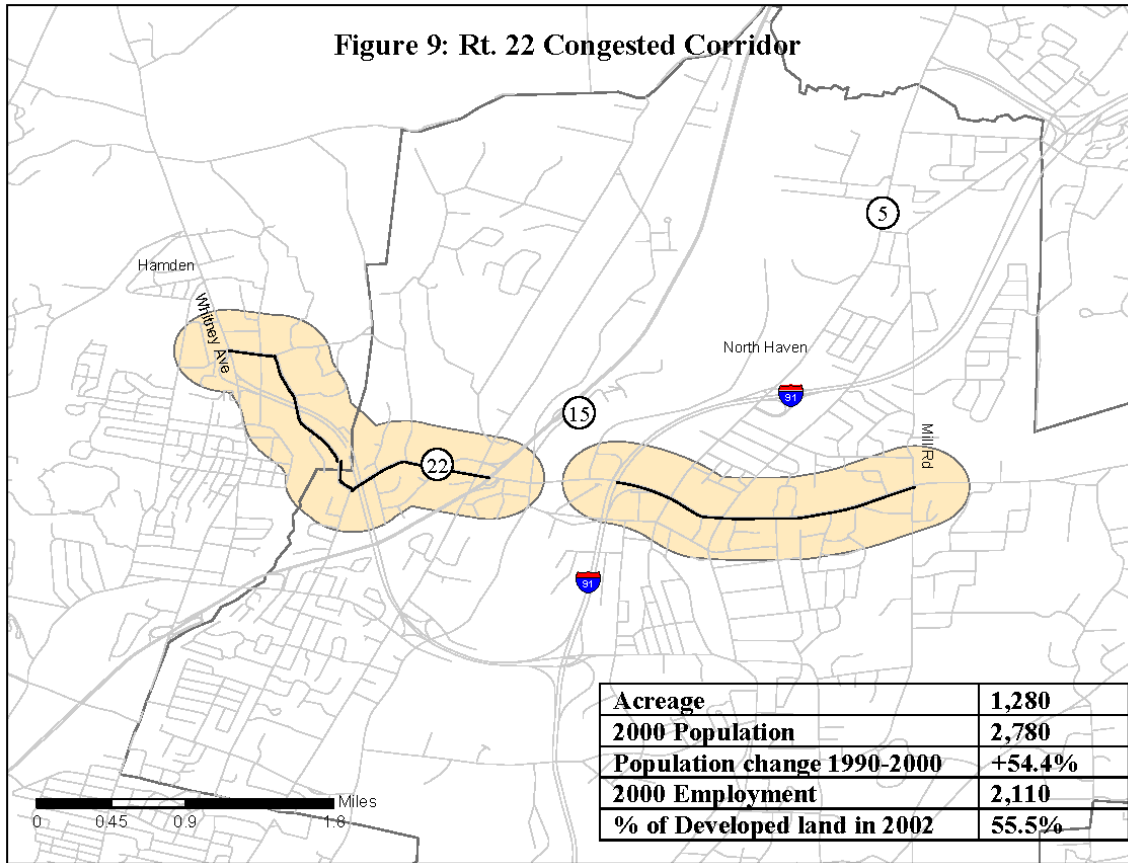 Figure 9: Rt. 22 Congested Corridor
5
Hamden
Whitney Ave
North Haven
91
15
Mill Rd
22
91
Acreage 1,280
2000 Population 2,780
Population change 1990-2000 +54.4%
2000 Employment 2,110
% of Developed land in 2002 55.5%
Miles
0 0.45 0.9 1.8